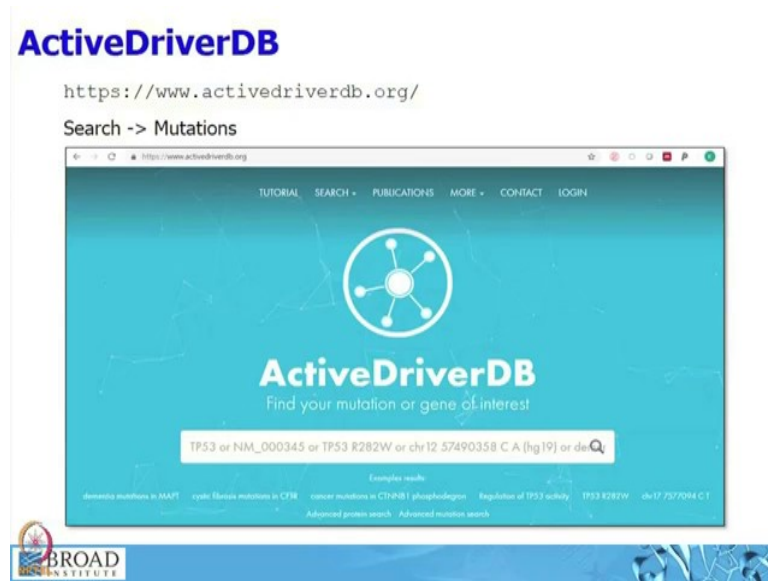 ActiveDriverDB
https://www.activedriverdb.org/
Search -> Mutations
https://www.activedriverdb.org
TUTORIAL SEARCH PUBLICATIONS MORE CONTACT LOGIN
ActiveDriverDB
Find your mutation or gene of interest
TP53 or NM_000345 or TP53 R282W or chr12 57490358 C A (hg19) or
Examples results:
dementia mutations in MAPT cystic fibrosis mutations in CFTR cancer mutations in CTNNB1 phosphodegron Regulation of TP53 activity TP53 R282W chr17 7577094 C T
Advanced protein search Advanced mutation search
BROAD
INSTITUTE